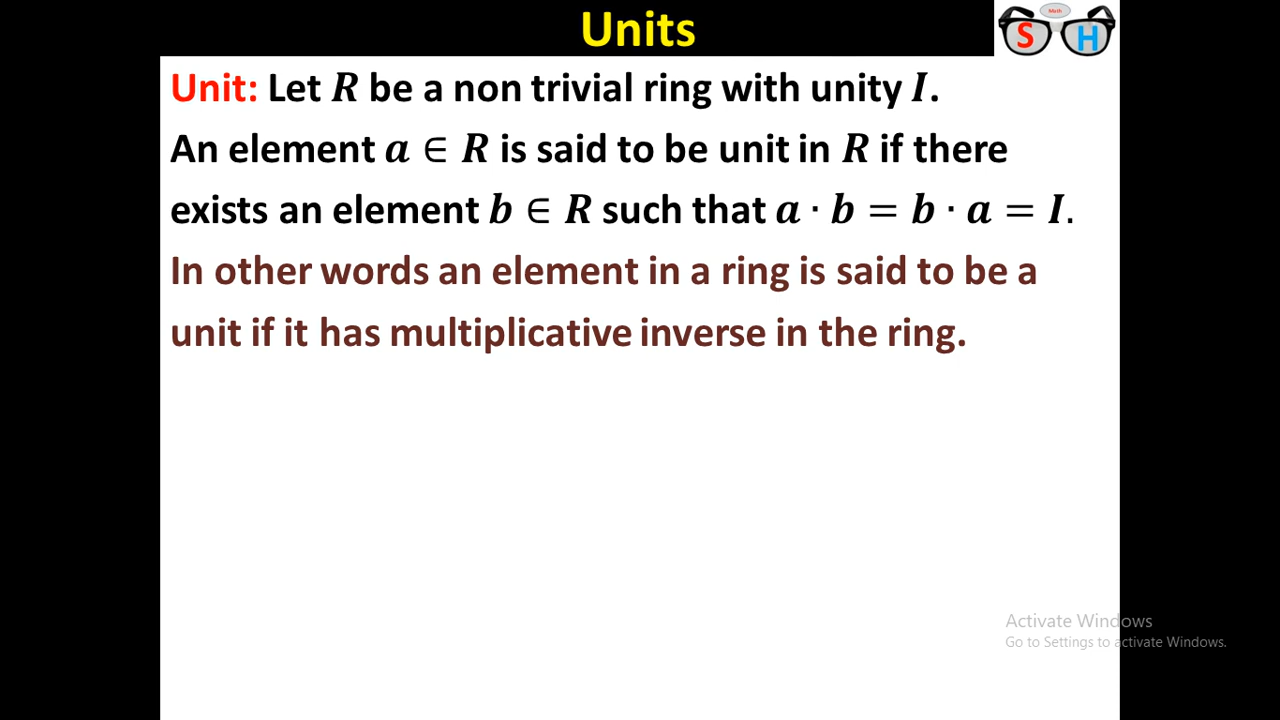 Units
Math
S H
Unit: Let R be a non trivial ring with unity I.
An element a ∈ R is said to be unit in R if there
exists an element b ∈ R such that a · b = b · a = I.
In other words an element in a ring is said to be a
unit if it has multiplicative inverse in the ring.
Activate Windows
Go to Settings to activate Windows.